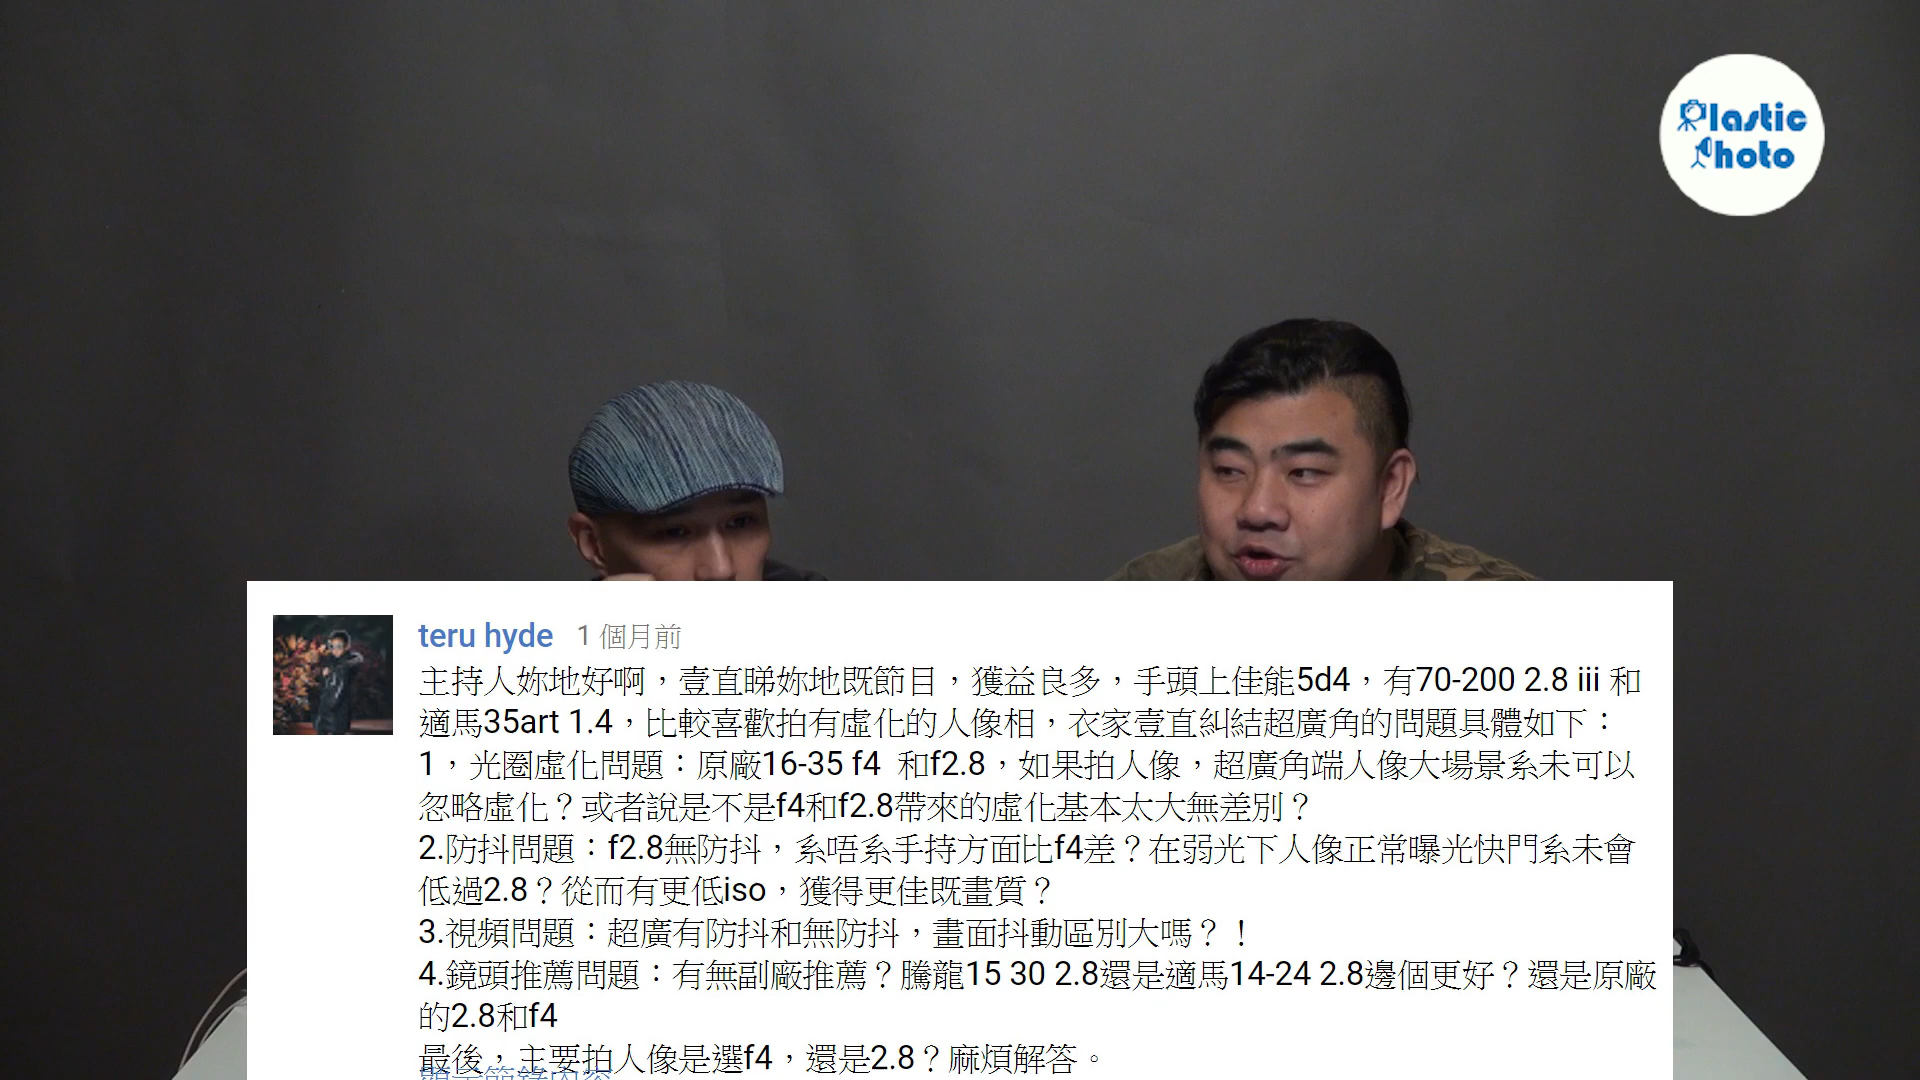 Plastic
Photo
teru hyde 1 個月前
主持人妳地好啊，壹直睇妳地既節目，獲益良多，手頭上佳能5d4，有70-200 2.8 iii 和
適馬35art 1.4，比較喜歡拍有虛化的人像相，衣家壹直糾結超廣角的問題具體如下：
1，光圈虛化問題：原廠16-35 f4 和f2.8，如果拍人像，超廣角端人像大場景系未可以
忽略虛化？或者說是不是f4和f2.8帶來的虛化基本太大無差別？
2.防抖問題：f2.8無防抖，系唔系手持方面比f4差？在弱光下人像正常曝光快門系未會
低過2.8？從而有更低iso，獲得更佳既畫質？
3.視頻問題：超廣有防抖和無防抖，畫面抖動區別大嗎？！
4.鏡頭推薦問題：有無副廠推薦？騰龍15 30 2.8還是適馬14-24 2.8邊個更好？還是原廠
的2.8和f4
最後，主要拍人像是選f4，還是2.8？麻煩解答。